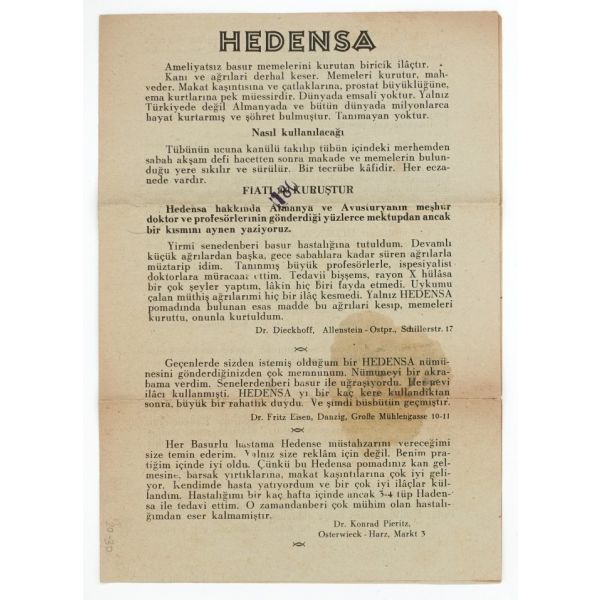 HEDENSA
Ameliyatsız basur memelerini kurutan biricik ilâçtır.
Kanı ve ağrıları derhal keser. Memeleri kurutur, mah-
veder. Makat kaşıntısına ve çatlaklarına, prostat büyüklüğüne,
ema kurtlarına pek müessirdir. Dünyada emsali yoktur. Yalnız
Türkiyede değil Almanyada ve bütün dünyada milyonlarca
hayat kurtarmış ve şöhret bulmuştur. Tanımayan yoktur.
Nasıl kullanılacağı
Tübünün ucuna kanülü takılıp tübün içindeki merhemden
sabah akşam defi hacetten sonra makade ve memelerin bulun-
duğu yere sıkılır ve sürülür. Bir tecrübe kâfidir. Her ecza-
nede vardır.
FIATI KURUŞTUR
Hedensa hakkında Almanya ve Avusturyanın meşhur
doktor ve profesörlerinin gönderdiği yüzlerce mektupdan ancak
bir kısmını aynen yazıyoruz.
Yirmi senedenberi basur hastalığına tutuldum. Devamlı
küçük ağrılardan başka, gece sabahlara kadar süren ağrılarla
müztarip idim. Tanınmış büyük profesörlerle, ispesiyalist
doktorlara müracaat ettim. Tedavii bişşems, rayon X hülâsa
bir çok şeyler yaptım, lâkin hiç biri fayda etmedi. Uykumu
çalan müthiş ağrılarımi hiç bir ilâç kesmedi. Yalnız HEDENSA
pomadında bulunan esas madde bu ağrilari kesıp, memeleri
kuruttu, onunla kurtuldum.
Dr. Dieckhoff, Allenstein - Ostpr., Schillerstr. 17
Geçenlerde sizden istemiş olduğum bir HEDENSA nümü-
nesini gönderdiğinizden çok memnunum. Nümuneyi bir akra-
bama verdim. Senelerdenberi basur ile uğraşıyordu. Her nevi
ilâcı kullanmıştı. HEDENSA yı bir kaç kere kullandıktan
sonra, büyük bir rahatlık duydu. Ve şimdi büsbütün geçmiştir.
Dr. Fritz Eisen, Danzig, Große Mühlengasse 10-11
Her Basurlu hastama Hedense müstahzarını vereceğimi
size temin ederim. Yalnız size reklâm için değil. Benim pra-
tiğim içinde iyi oldu. Çünkü bu Hedensa pomadınız kan gel-
mesine, barsak yırtıklarına, makat kaşıntılarına çok iyi geli-
yor. Kendimde hasta yatıyordum ve bir çok iyi ilâçlar kül-
landım. Hastalığımı bir kaç hafta içinde ancak 3-4 tüp Haden-
sa ile tedavi ettim. O zamandanberi çok mühim olan hastalı-
ğımdan eser kalmamıştır.
Dr. Konrad Pieritz,
Osterwieck - Harz, Markt 3